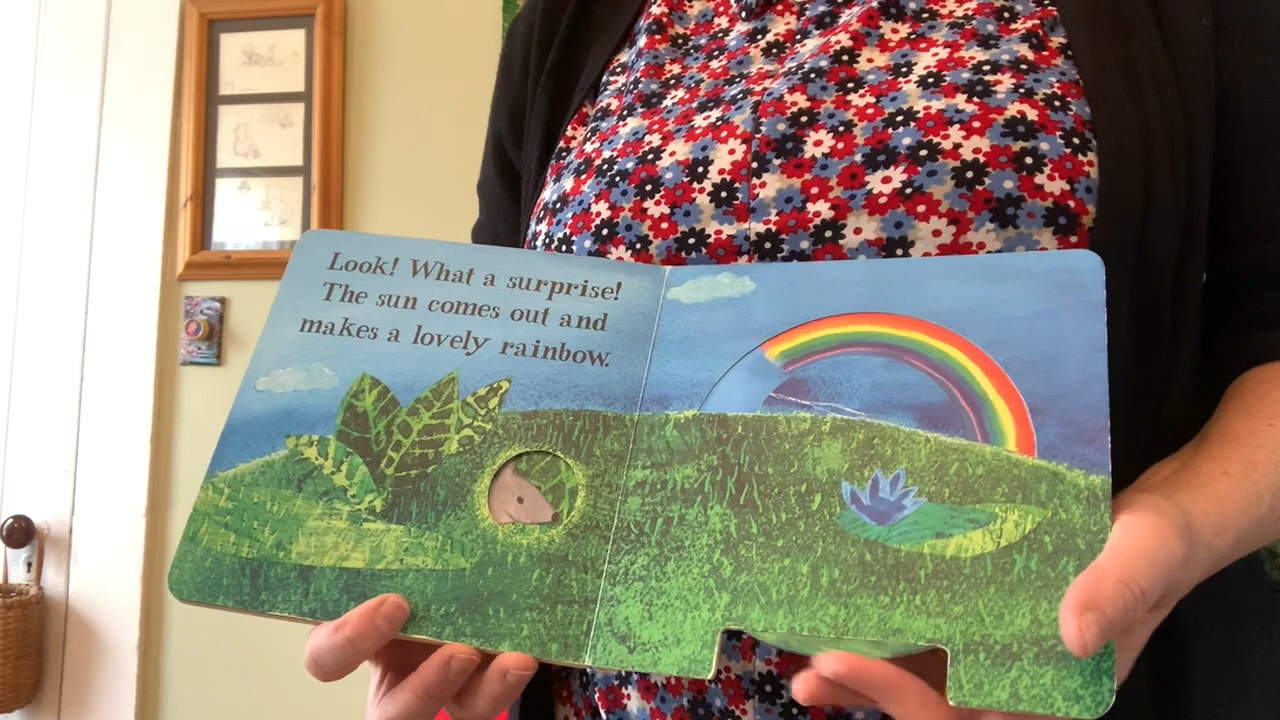 Look! What a surprise!
The sun comes out and
makes a lovely rainbow.